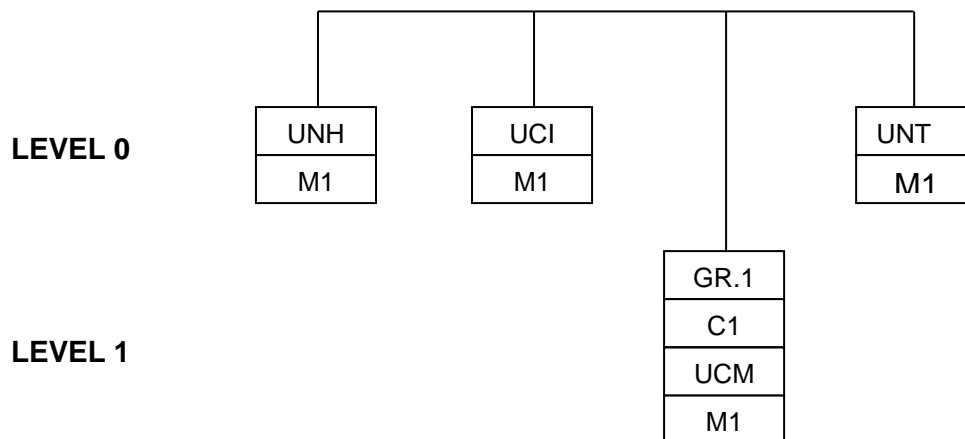 LEVEL 0
UNH
UCI
UNT
M1
M1
M1
LEVEL 1
GR.1
C1
UCM
M1